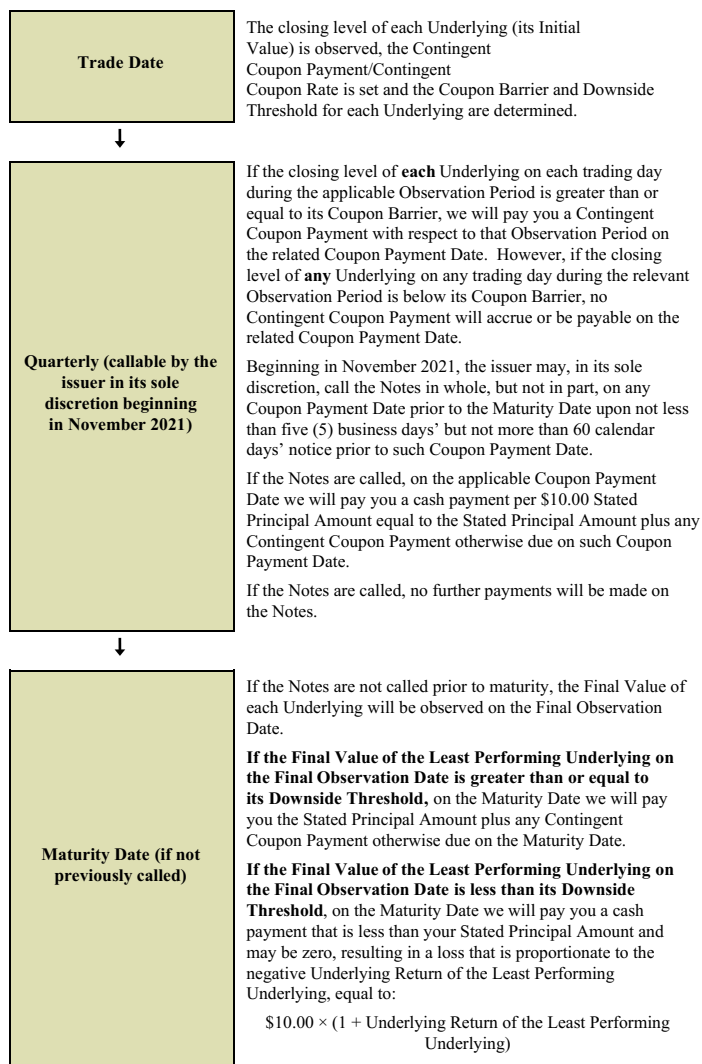 Trade Date
The closing level of each Underlying (its Initial
Value) is observed, the Contingent
Coupon Payment/Contingent
Coupon Rate is set and the Coupon Barrier and Downside
Threshold for each Underlying are determined.
Quarterly (callable by the
issuer in its sole
discretion beginning
in November 2021)
If the closing level of each Underlying on each trading day
during the applicable Observation Period is greater than or
equal to its Coupon Barrier, we will pay you a Contingent
Coupon Payment with respect to that Observation Period on
the related Coupon Payment Date. However, if the closing
level of any Underlying on any trading day during the relevant
Observation Period is below its Coupon Barrier, no
Contingent Coupon Payment will accrue or be payable on the
related Coupon Payment Date.
Beginning in November 2021, the issuer may, in its sole
discretion, call the Notes in whole, but not in part, on any
Coupon Payment Date prior to the Maturity Date upon not less
than five (5) business days’ but not more than 60 calendar
days’ notice prior to such Coupon Payment Date.
If the Notes are called, on the applicable Coupon Payment
Date we will pay you a cash payment per $10.00 Stated
Principal Amount equal to the Stated Principal Amount plus any
Contingent Coupon Payment otherwise due on such Coupon
Payment Date.
If the Notes are called, no further payments will be made on
the Notes.
Maturity Date (if not
previously called)
If the Notes are not called prior to maturity, the Final Value of
each Underlying will be observed on the Final Observation
Date.
If the Final Value of the Least Performing Underlying on
the Final Observation Date is greater than or equal to
its Downside Threshold, on the Maturity Date we will pay
you the Stated Principal Amount plus any Contingent
Coupon Payment otherwise due on the Maturity Date.
If the Final Value of the Least Performing Underlying on
the Final Observation Date is less than its Downside
Threshold, on the Maturity Date we will pay you a cash
payment that is less than your Stated Principal Amount and
may be zero, resulting in a loss that is proportionate to the
negative Underlying Return of the Least Performing
Underlying, equal to:
$10.00 × (1 + Underlying Return of the Least Performing
Underlying)